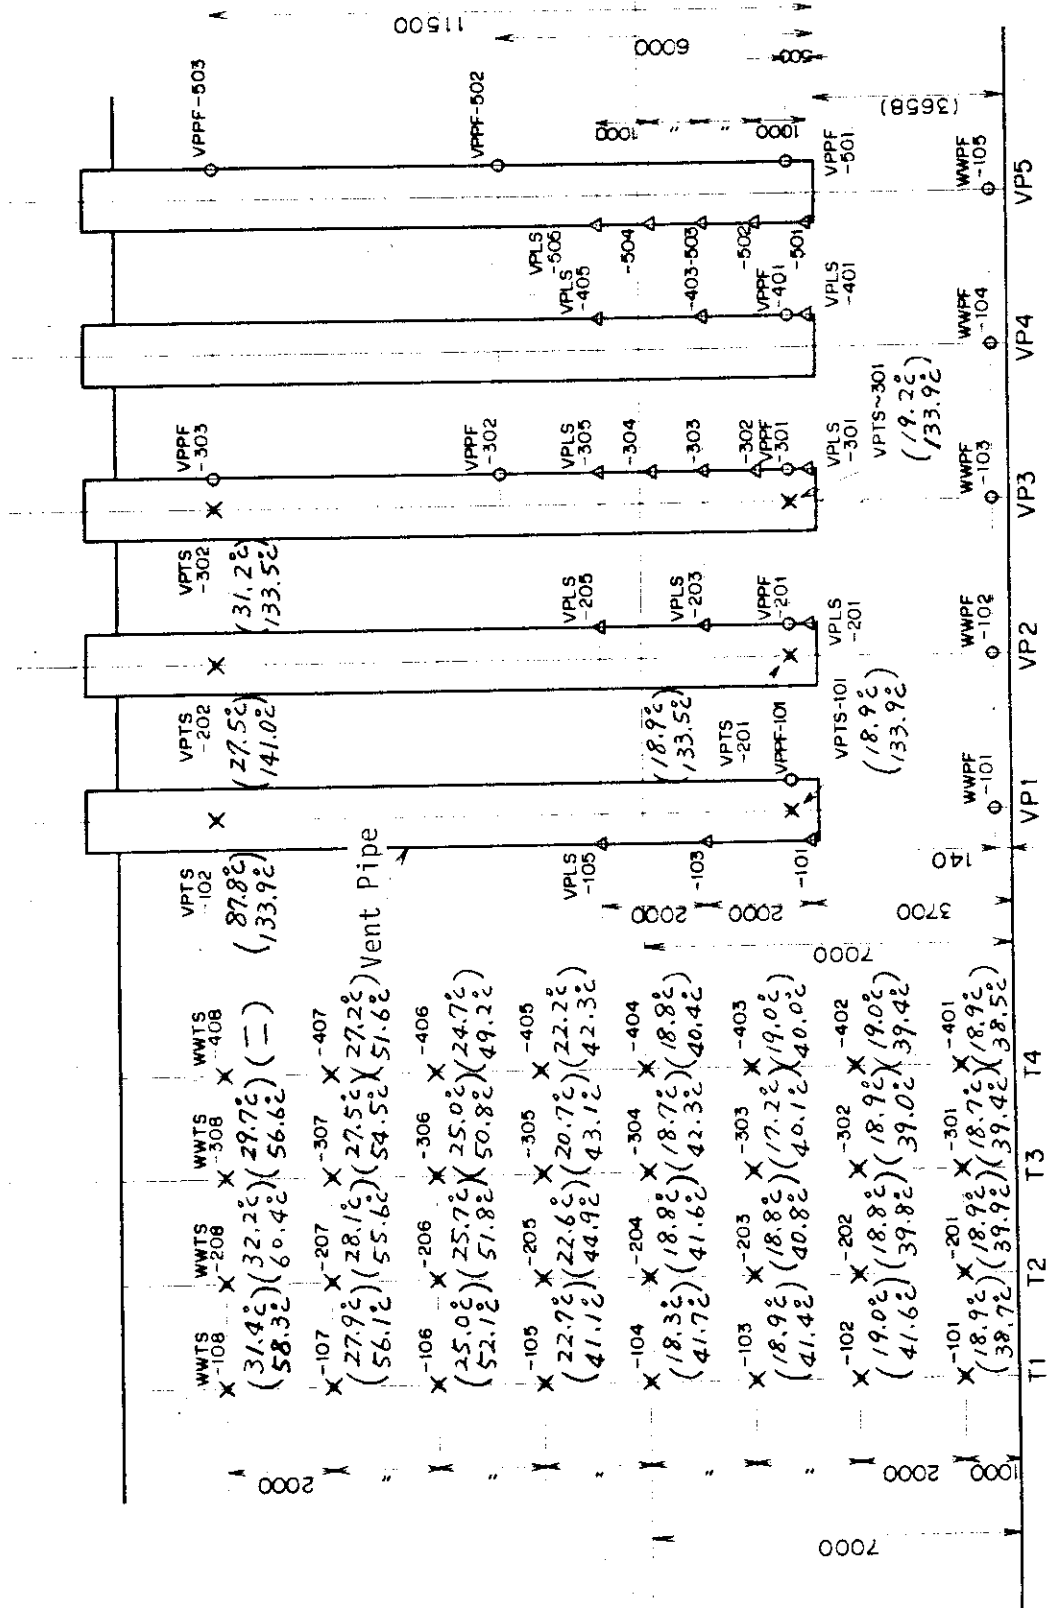 WWTS -108
WWTS -208
WWTS -308
WWTS -408
(31.4℃)(32.2℃)(29.7℃)(—)
58.3℃)(60.4℃)(56.6℃)
-107
-207
-307
-407
(27.9℃)(28.1℃)(27.5℃)(27.2℃)
(56.1℃)(55.6℃)(54.5℃)(51.6℃)
-106
-206
-306
-406
(25.0℃)(25.7℃)(25.0℃)(24.7℃)
(52.1℃)(51.8℃)(50.8℃)(49.2℃)
-105
-205
-305
-405
(22.7℃)(22.6℃)(20.7℃)(22.2℃)
(41.1℃)(44.9℃)(43.1℃)(42.3℃)
-104
-204
-304
-404
(18.3℃)(18.8℃)(18.7℃)(18.8℃)
(41.7℃)(41.6℃)(42.3℃)(40.4℃)
-103
-203
-303
-403
(18.9℃)(18.8℃)(17.2℃)(19.0℃)
(41.4℃)(40.8℃)(40.1℃)(40.0℃)
-102
-202
-302
-402
(19.0℃)(18.8℃)(18.9℃)(19.0℃)
(41.6℃)(39.8℃)(39.0℃)(39.4℃)
-101
-201
-301
-401
(18.9℃)(18.9℃)(18.7℃)(18.9℃)
(38.7℃)(39.9℃)(39.4℃)(38.5℃)
T1
T2
T3
T4
7000
2000
"
"
"
"
"
2000
1000
7000
3700
140
2000
2000
Vent Pipe
VPTS
-102
(87.8℃)
(133.9℃)
VPLS
-105
-103
-101
VPPF-101
VPTS-101
(18.9℃)
(133.9℃)
WWPF
-101
VP1
VPTS
-202
(27.5℃)
(141.0℃)
(18.9℃)
(133.5℃)
VPTS
-201
VPLS
-205
VPLS
-203
VPPF
-201
VPLS
-201
WWPF
-102
VP2
VPTS
-302
(31.2℃)
(133.5℃)
VPPF
-303
VPPF
-302
VPLS
-305
-304
-303
-302
VPPF
-301
VPLS
-301
VPTS~301
(19.2℃)
(133.9℃)
WWPF
-103
VP3
VPLS
-405
-403
VPPF
-401
VPLS
-401
WWPF
-104
VP4
VPLS
-505
-504
-503
-502
-501
VPPF-503
VPPF-502
VPPF
-501
WWPF
-105
VP5
1000
"
"
1000
500
6000
11500
(3658)